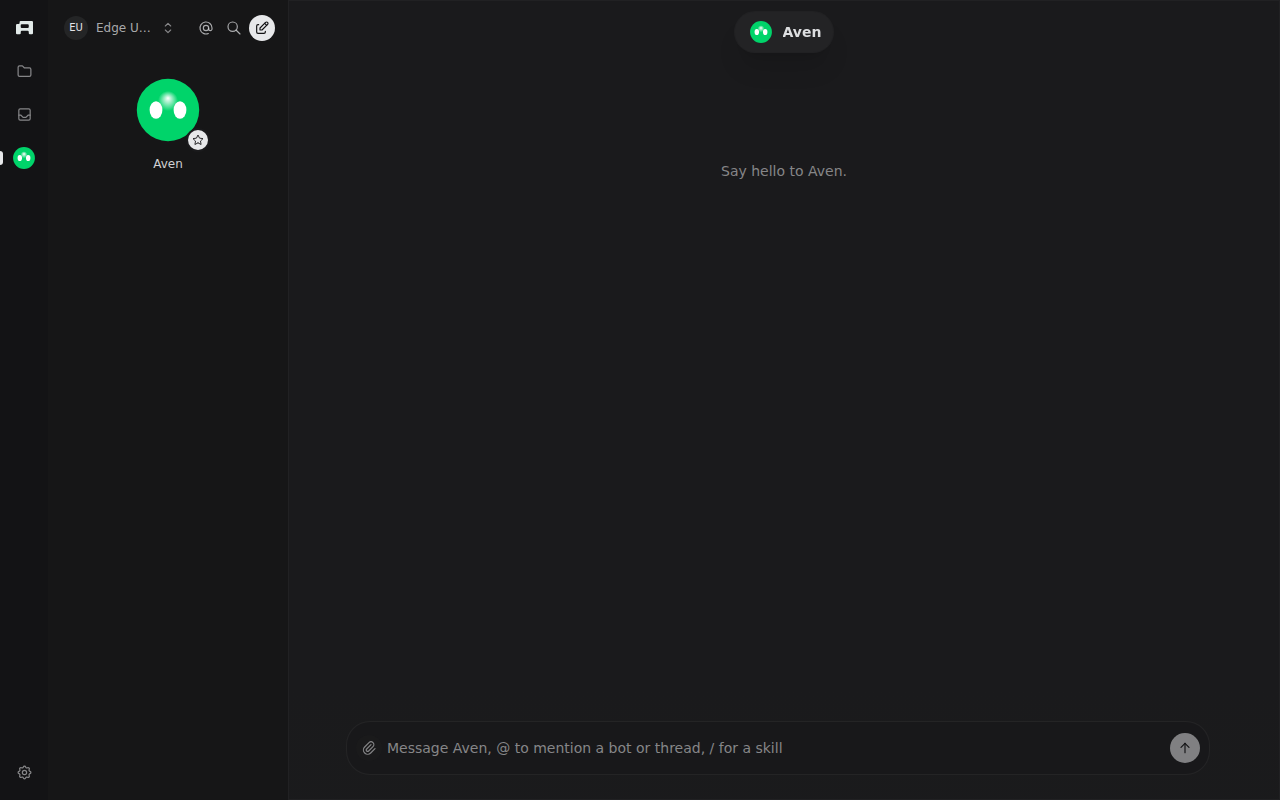 EU Edge U...
Aven
Aven
Say hello to Aven.
Message Aven, @ to mention a bot or thread, / for a skill